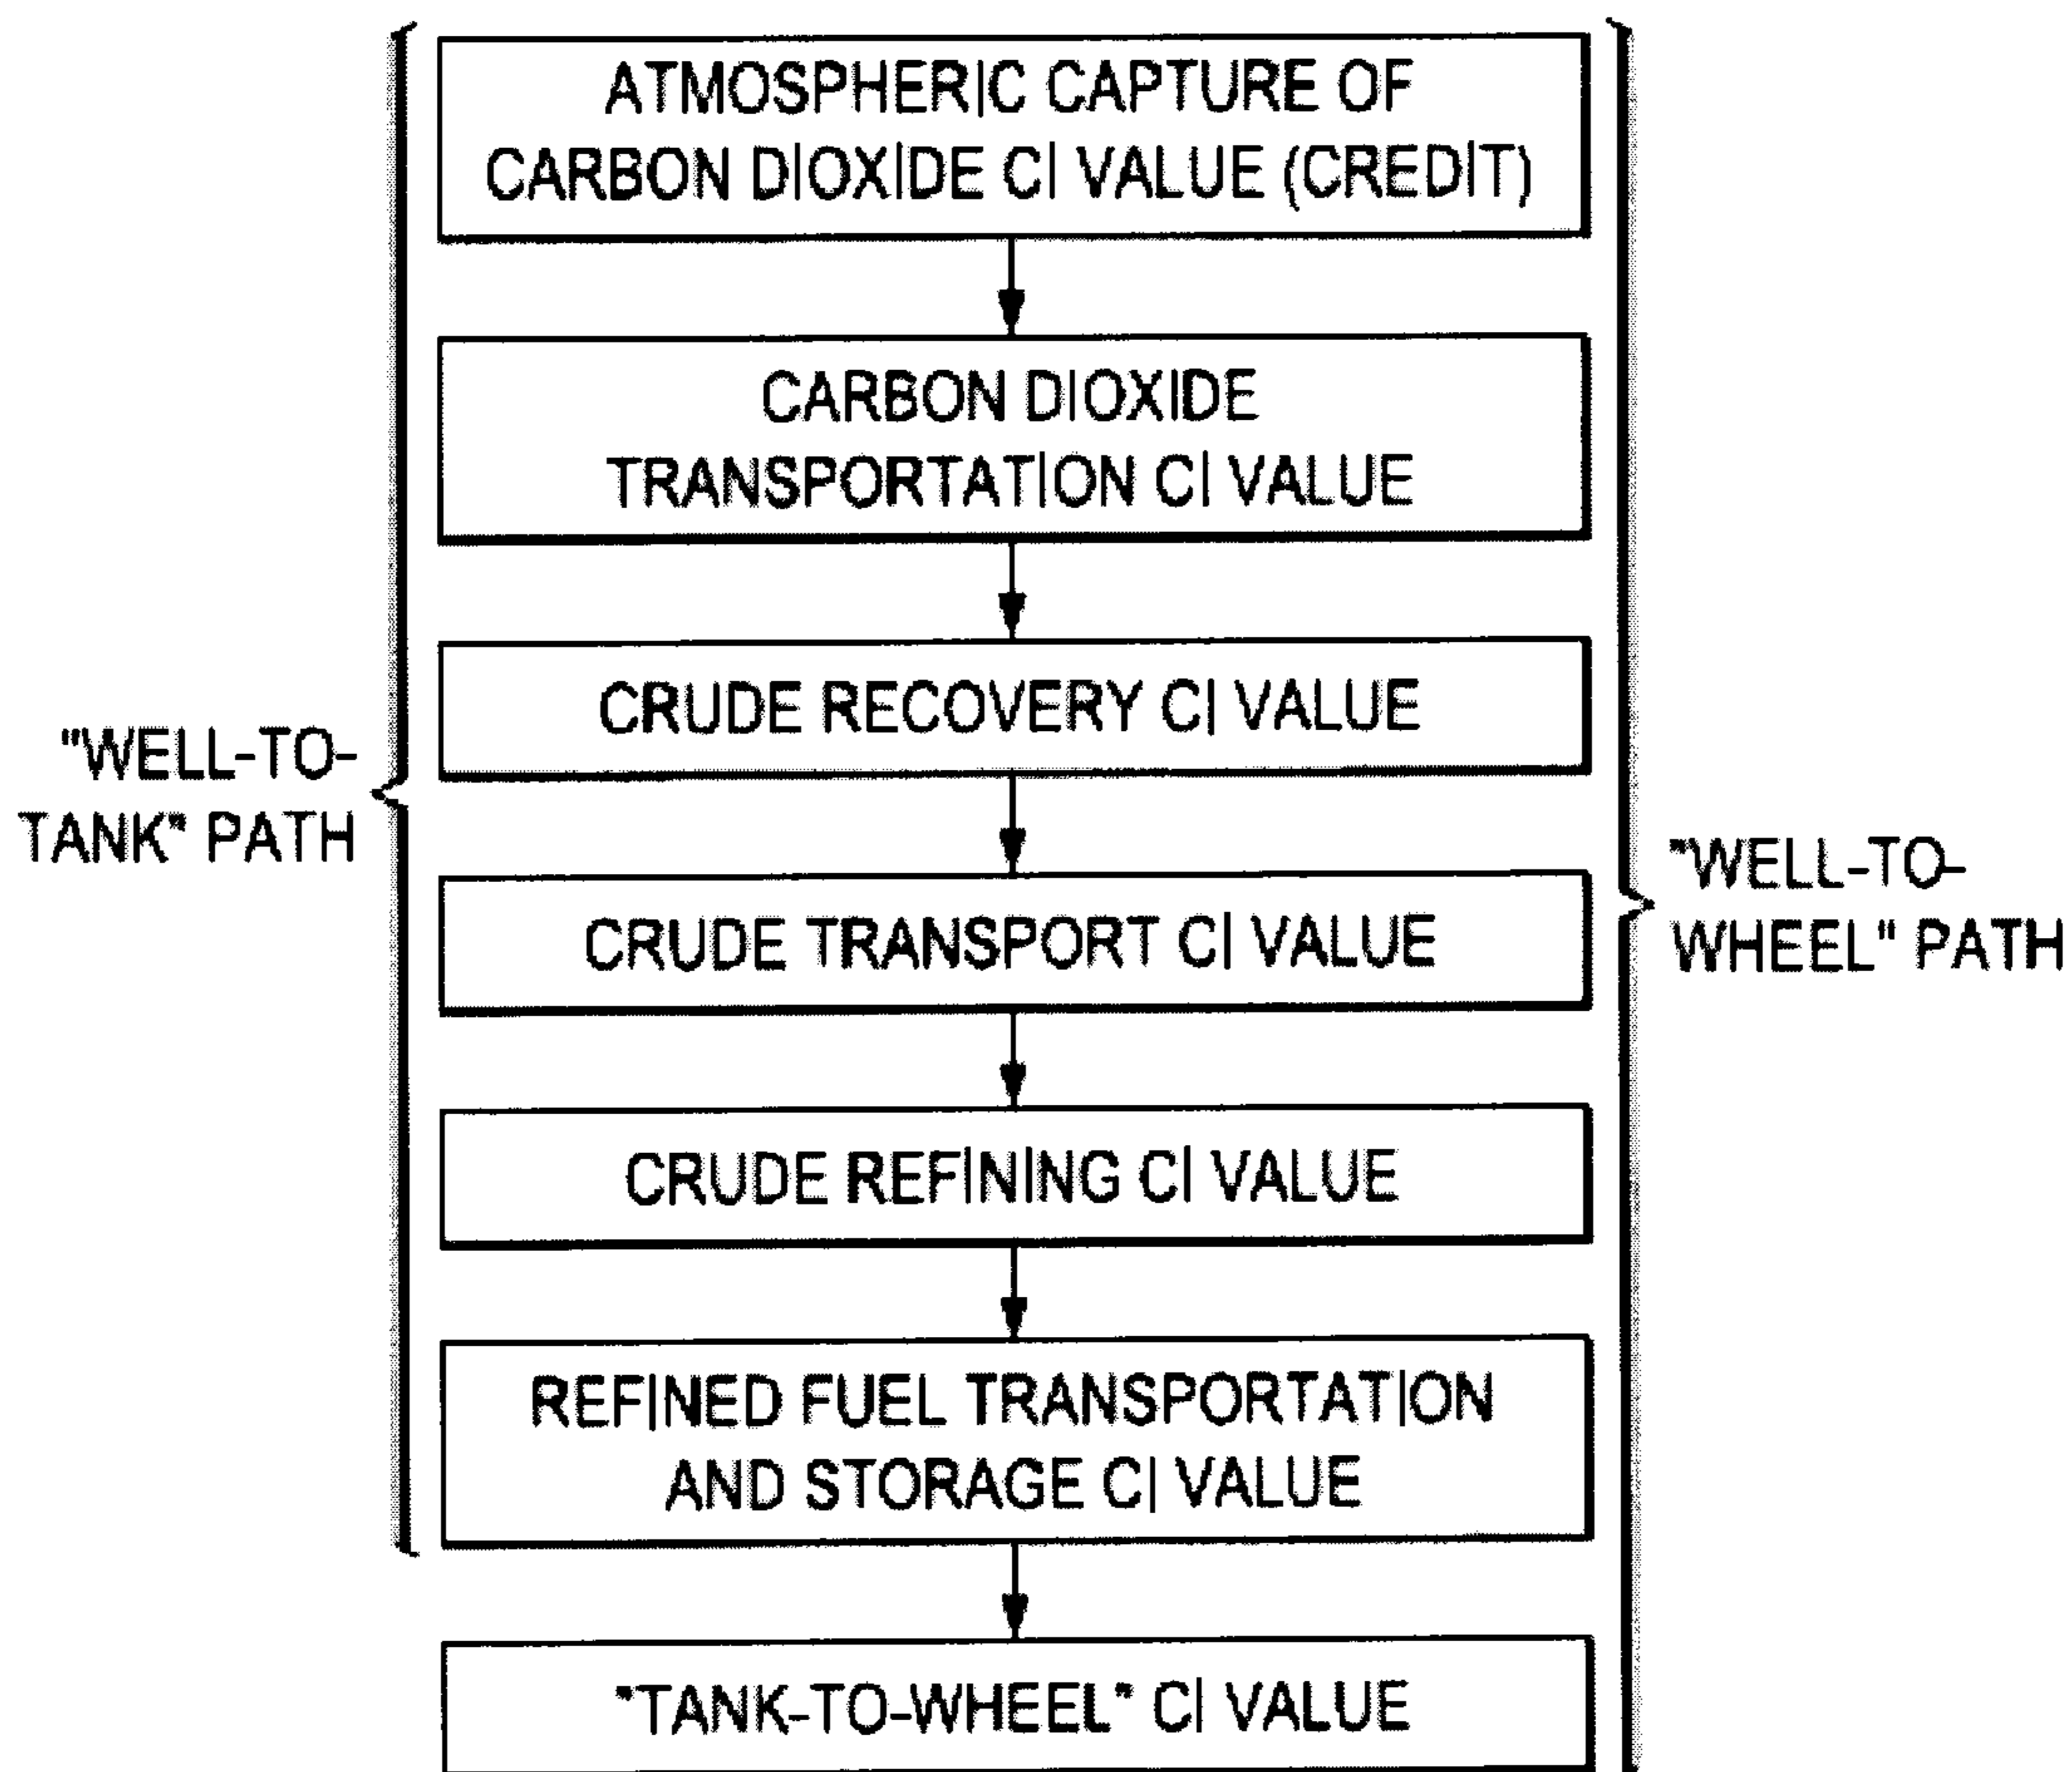 ATMOSPHERIC CAPTURE OF
CARBON DIOXIDE CI VALUE (CREDIT)
CARBON DIOXIDE
TRANSPORTATION CI VALUE
CRUDE RECOVERY CI VALUE
"WELL-TO-
TANK" PATH
CRUDE TRANSPORT CI VALUE
"WELL-TO-
WHEEL" PATH
CRUDE REFINING CI VALUE
REFINED FUEL TRANSPORTATION
AND STORAGE CI VALUE
"TANK-TO-WHEEL" CI VALUE